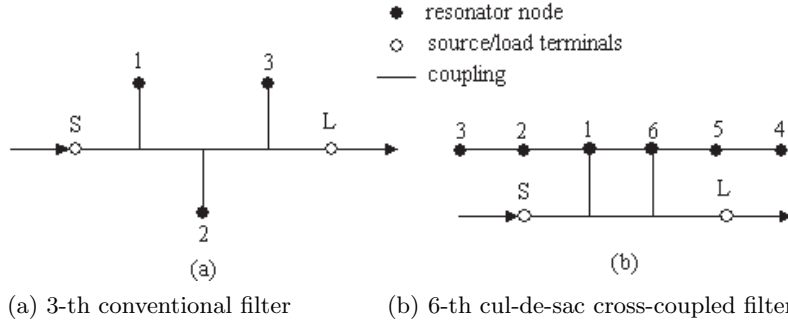 resonator node
source/load terminals
coupling
1 3
S L
2
(a)
3 2 1 6 5 4
S L
(b)
(a) 3-th conventional filter
(b) 6-th cul-de-sac cross-coupled filter